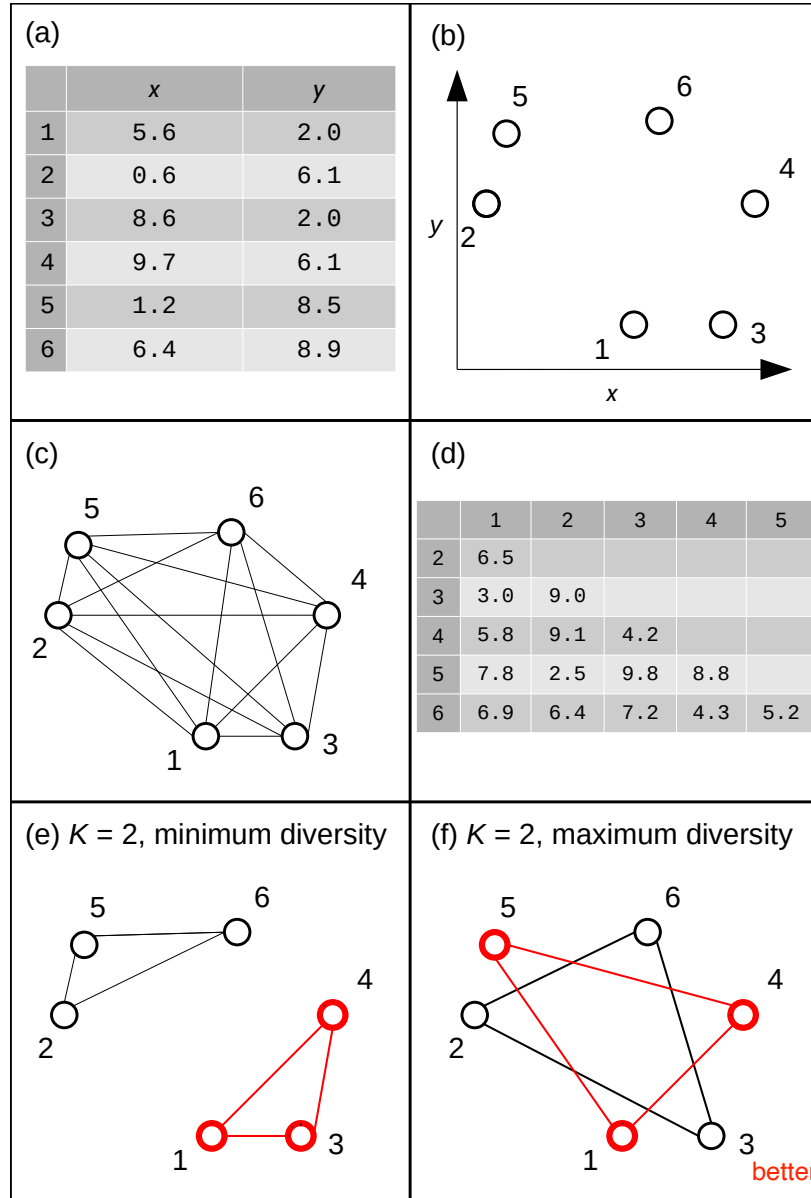 (a)
x y
1 5.6 2.0
2 0.6 6.1
3 8.6 2.0
4 9.7 6.1
5 1.2 8.5
6 6.4 8.9
(b)
5
6
4
2
1
3
y
x
(c)
5
6
4
2
1
3
(d)
1 2 3 4 5
2 6.5
3 3.0 9.0
4 5.8 9.1 4.2
5 7.8 2.5 9.8 8.8
6 6.9 6.4 7.2 4.3 5.2
(e) K = 2, minimum diversity
5
6
4
2
1
3
(f) K = 2, maximum diversity
5
6
4
2
1
3
better